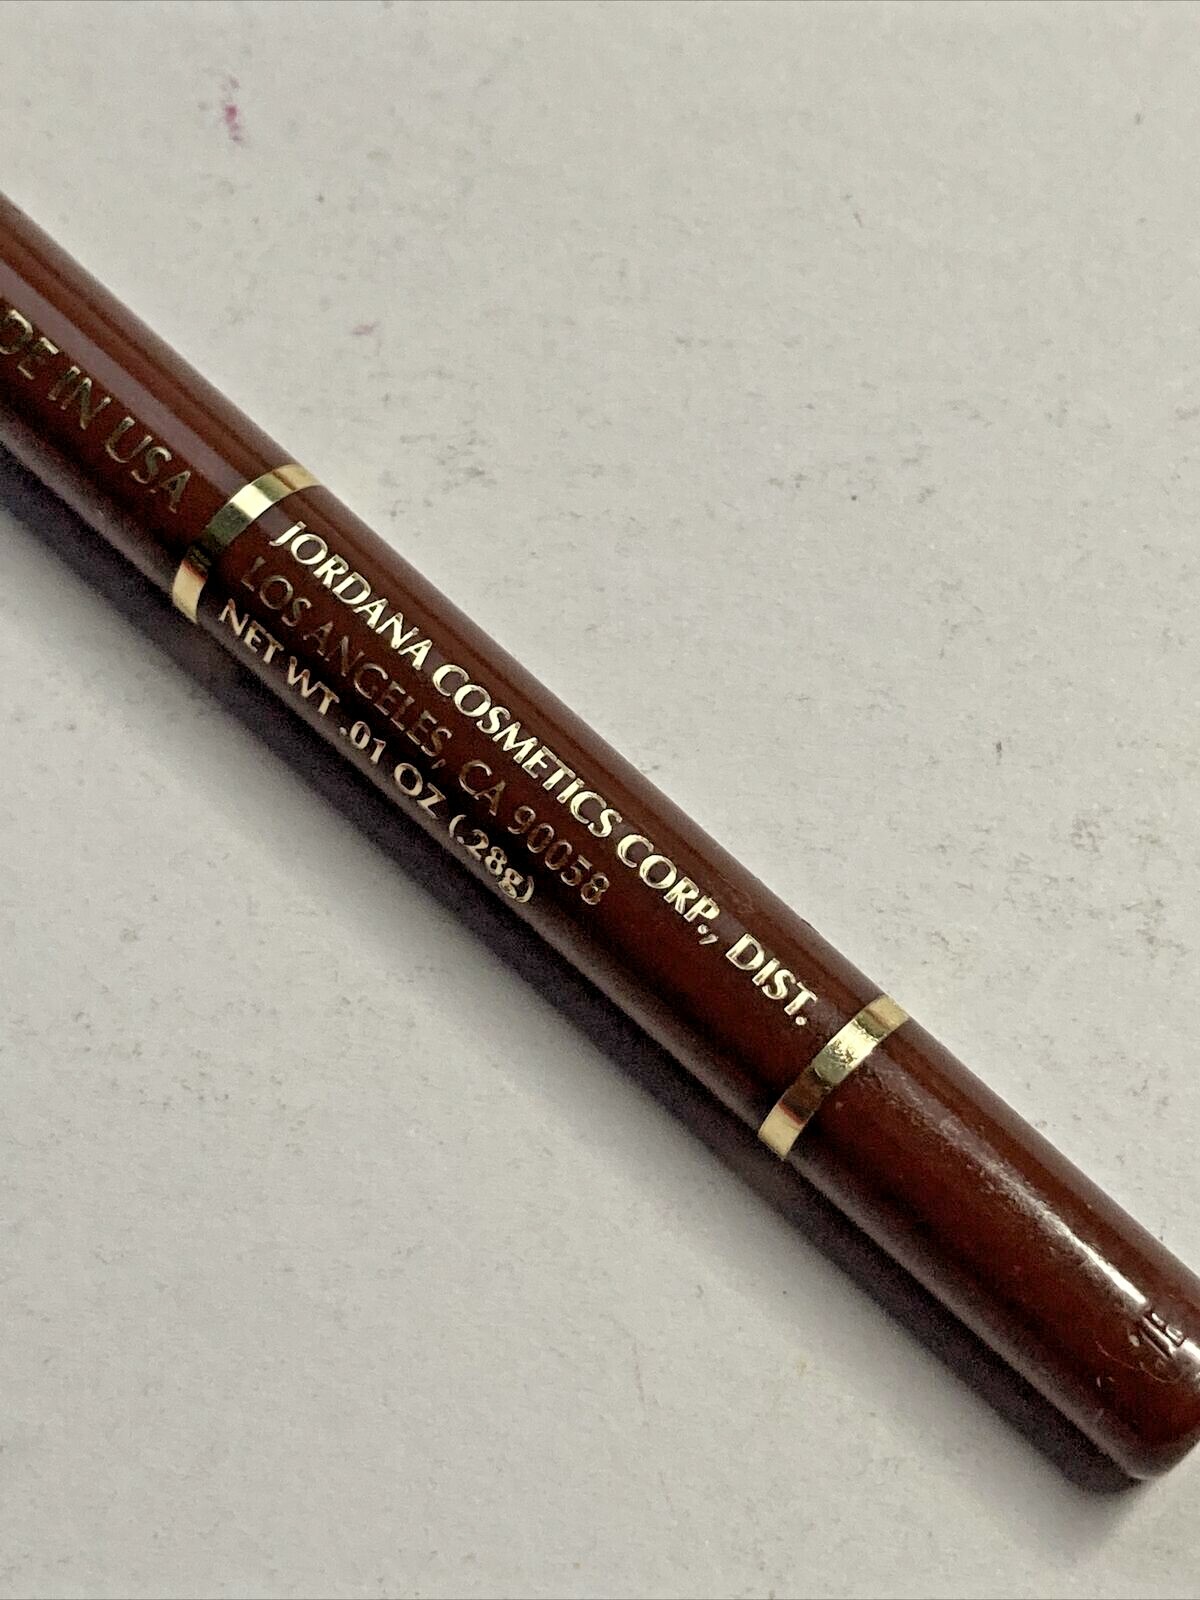 DE IN USA
JORDANA COSMETICS CORP., DIST.
LOS ANGELES, CA 90058
NET WT .01 OZ (.28g)